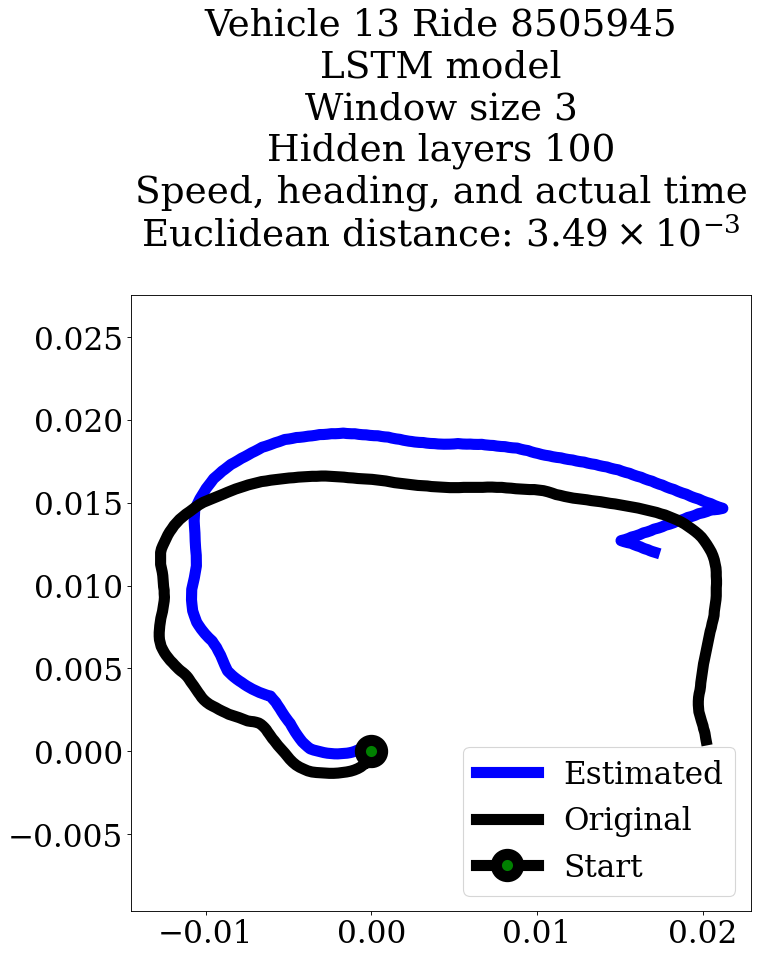 Vehicle 13 Ride 8505945
LSTM model
Window size 3
Hidden layers 100
Speed, heading, and actual time
Euclidean distance: 3.49 × 10⁻³
0.025
0.020
0.015
0.010
0.005
0.000
−0.005
−0.01
0.00
0.01
0.02
Estimated
Original
Start